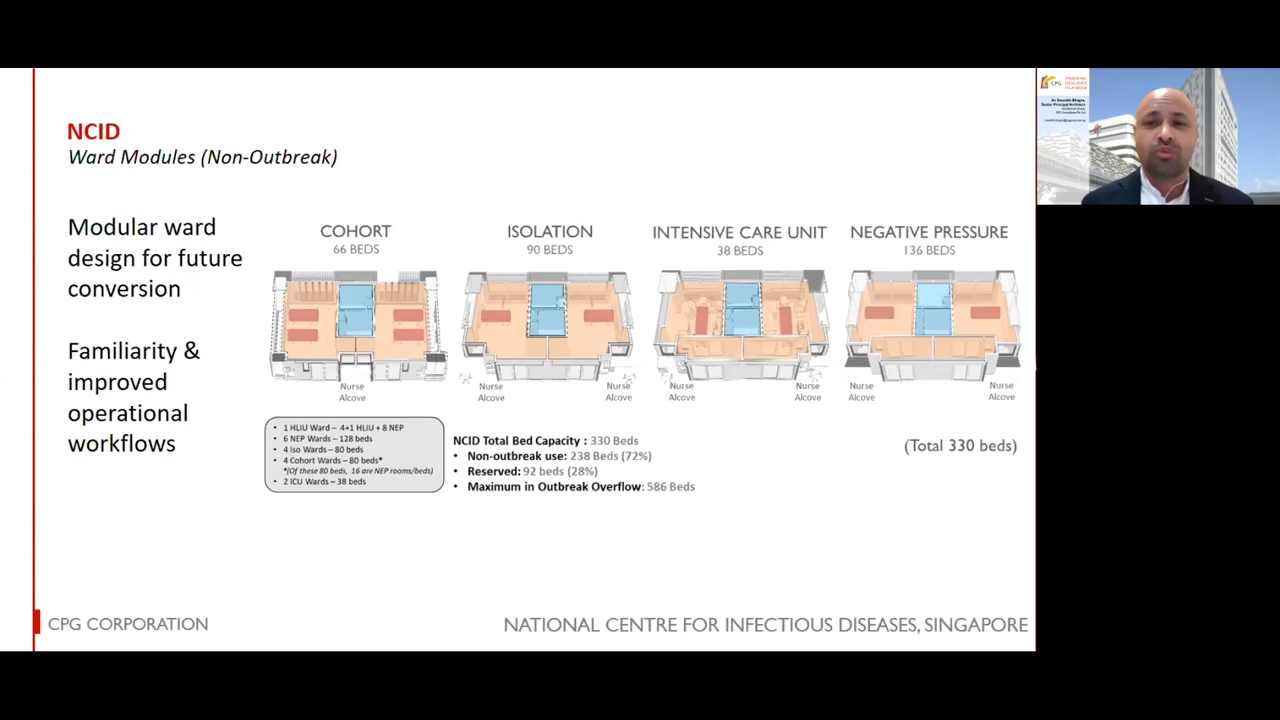 NCID
Ward Modules (Non-Outbreak)
Modular ward
design for future
conversion
Familiarity &
improved
operational
workflows
COHORT
66 BEDS
ISOLATION
90 BEDS
INTENSIVE CARE UNIT
38 BEDS
NEGATIVE PRESSURE
136 BEDS
Nurse
Alcove
Nurse
Alcove
Nurse
Alcove
Nurse
Alcove
Nurse
Alcove
Nurse
Alcove
Nurse
Alcove
• 1 HLIU Ward – 4+1 HLIU + 8 NEP
• 6 NEP Wards – 128 beds
• 4 Iso Wards – 80 beds
• 4 Cohort Wards – 80 beds*
*(Of these 80 beds, 16 are NEP rooms/beds)
• 2 ICU Wards – 38 beds
NCID Total Bed Capacity : 330 Beds
• Non-outbreak use: 238 Beds (72%)
• Reserved: 92 beds (28%)
• Maximum in Outbreak Overflow: 586 Beds
(Total 330 beds)
CPG CORPORATION
NATIONAL CENTRE FOR INFECTIOUS DISEASES, SINGAPORE
CPG